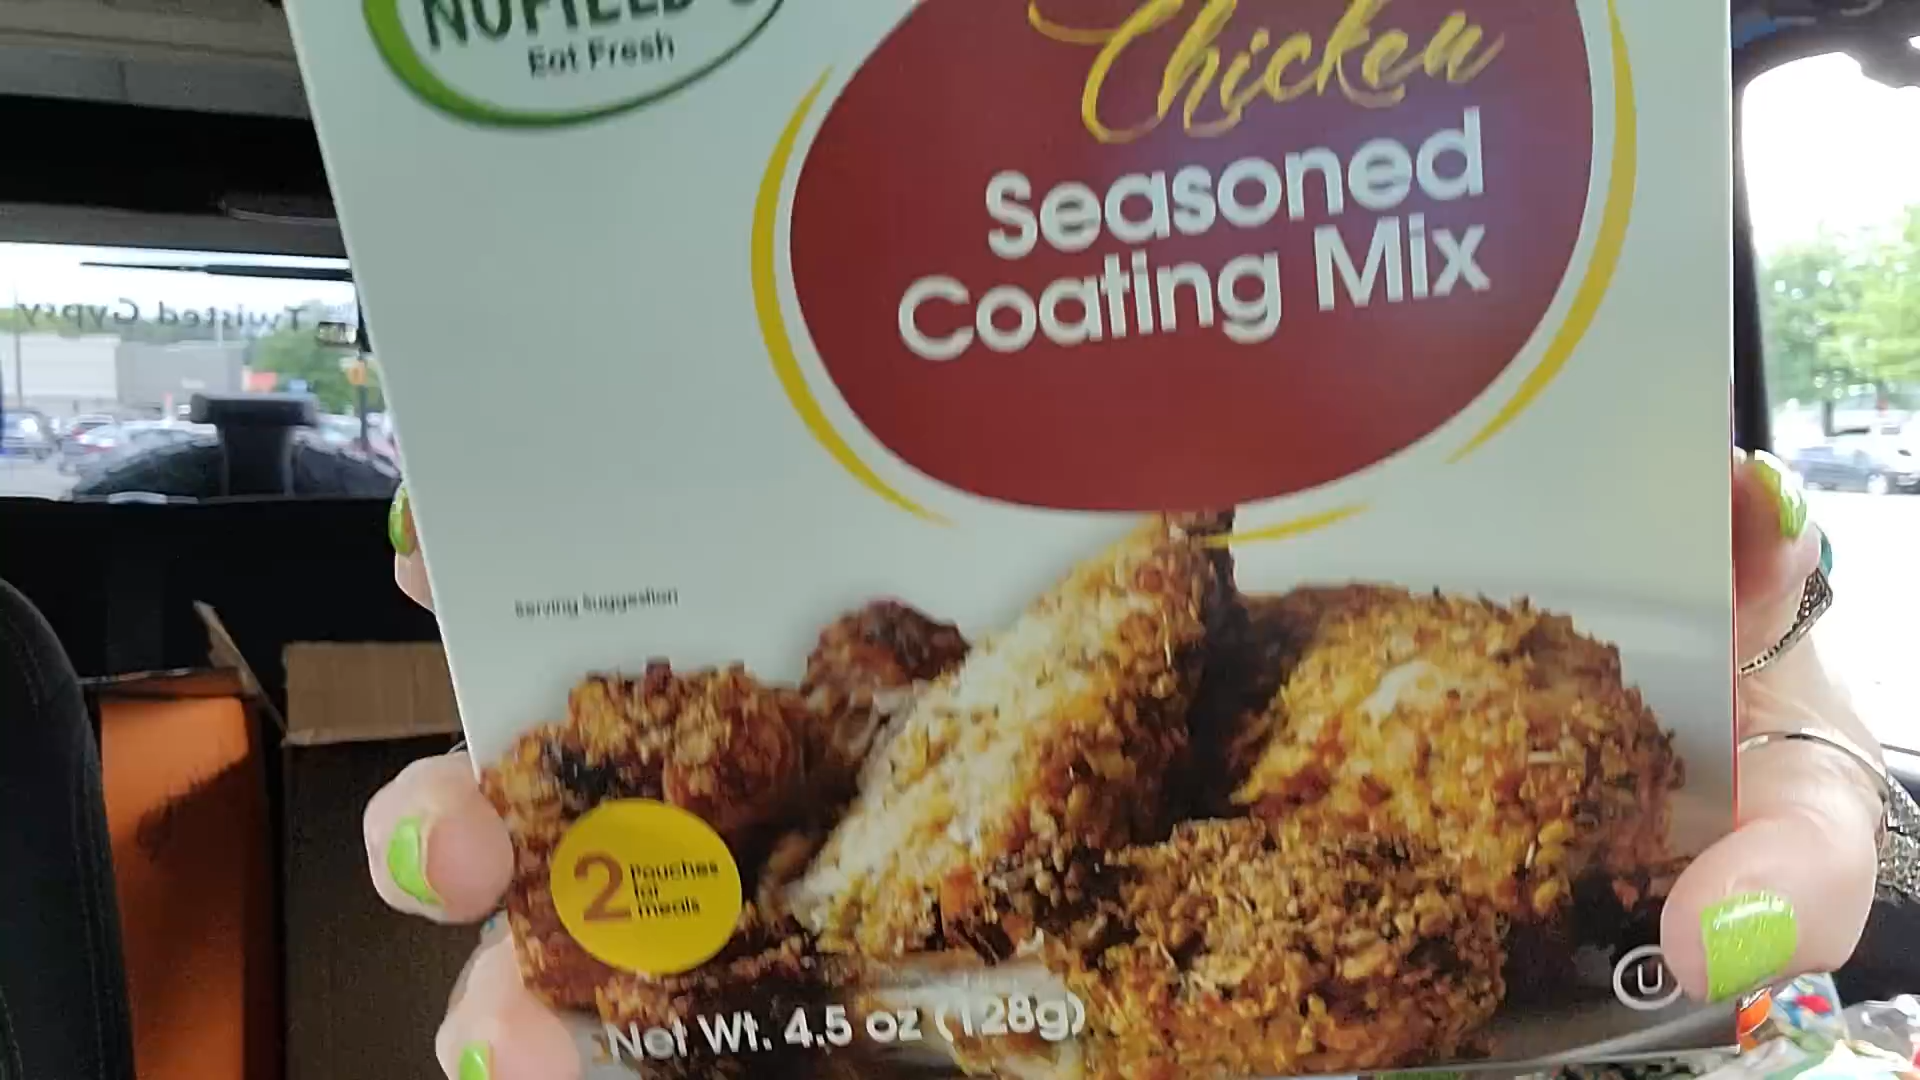 NUFIELD'S
Eat Fresh
Chicken
Seasoned
Coating Mix
Twisted Gypsy
Serving Suggestion
2 Pouches
for
meals
Net Wt. 4.5 oz (128g)
U